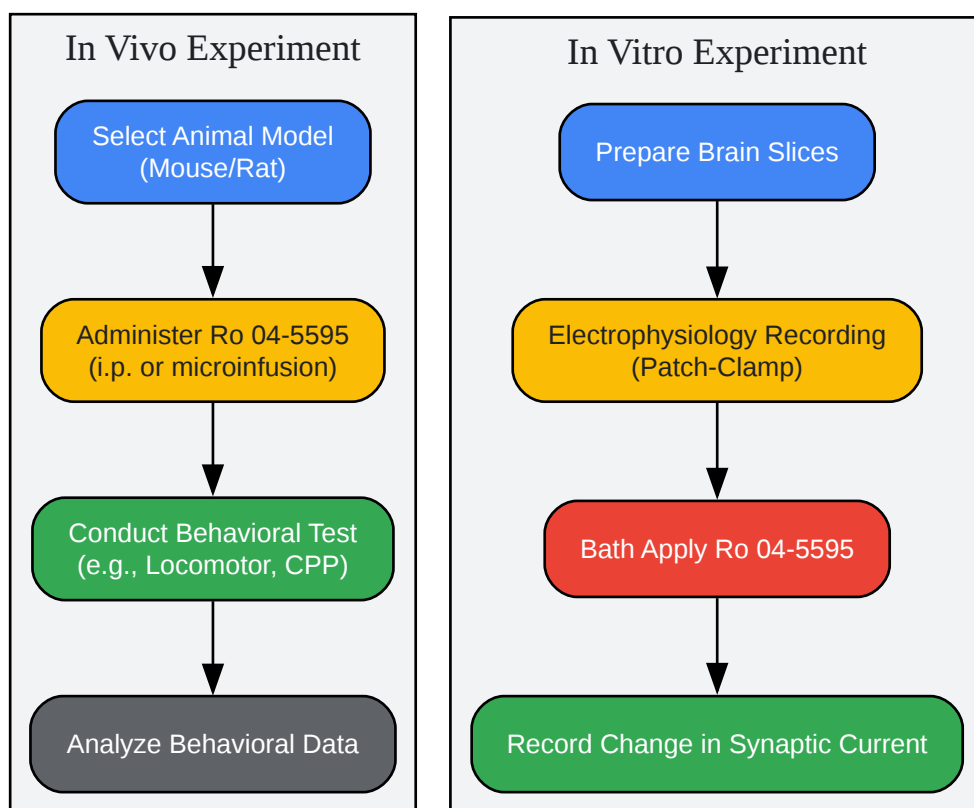 In Vivo Experiment
Select Animal Model
(Mouse/Rat)
Administer Ro 04-5595
(i.p. or microinfusion)
Conduct Behavioral Test
(e.g., Locomotor, CPP)
Analyze Behavioral Data
In Vitro Experiment
Prepare Brain Slices
Electrophysiology Recording
(Patch-Clamp)
Bath Apply Ro 04-5595
Record Change in Synaptic Current